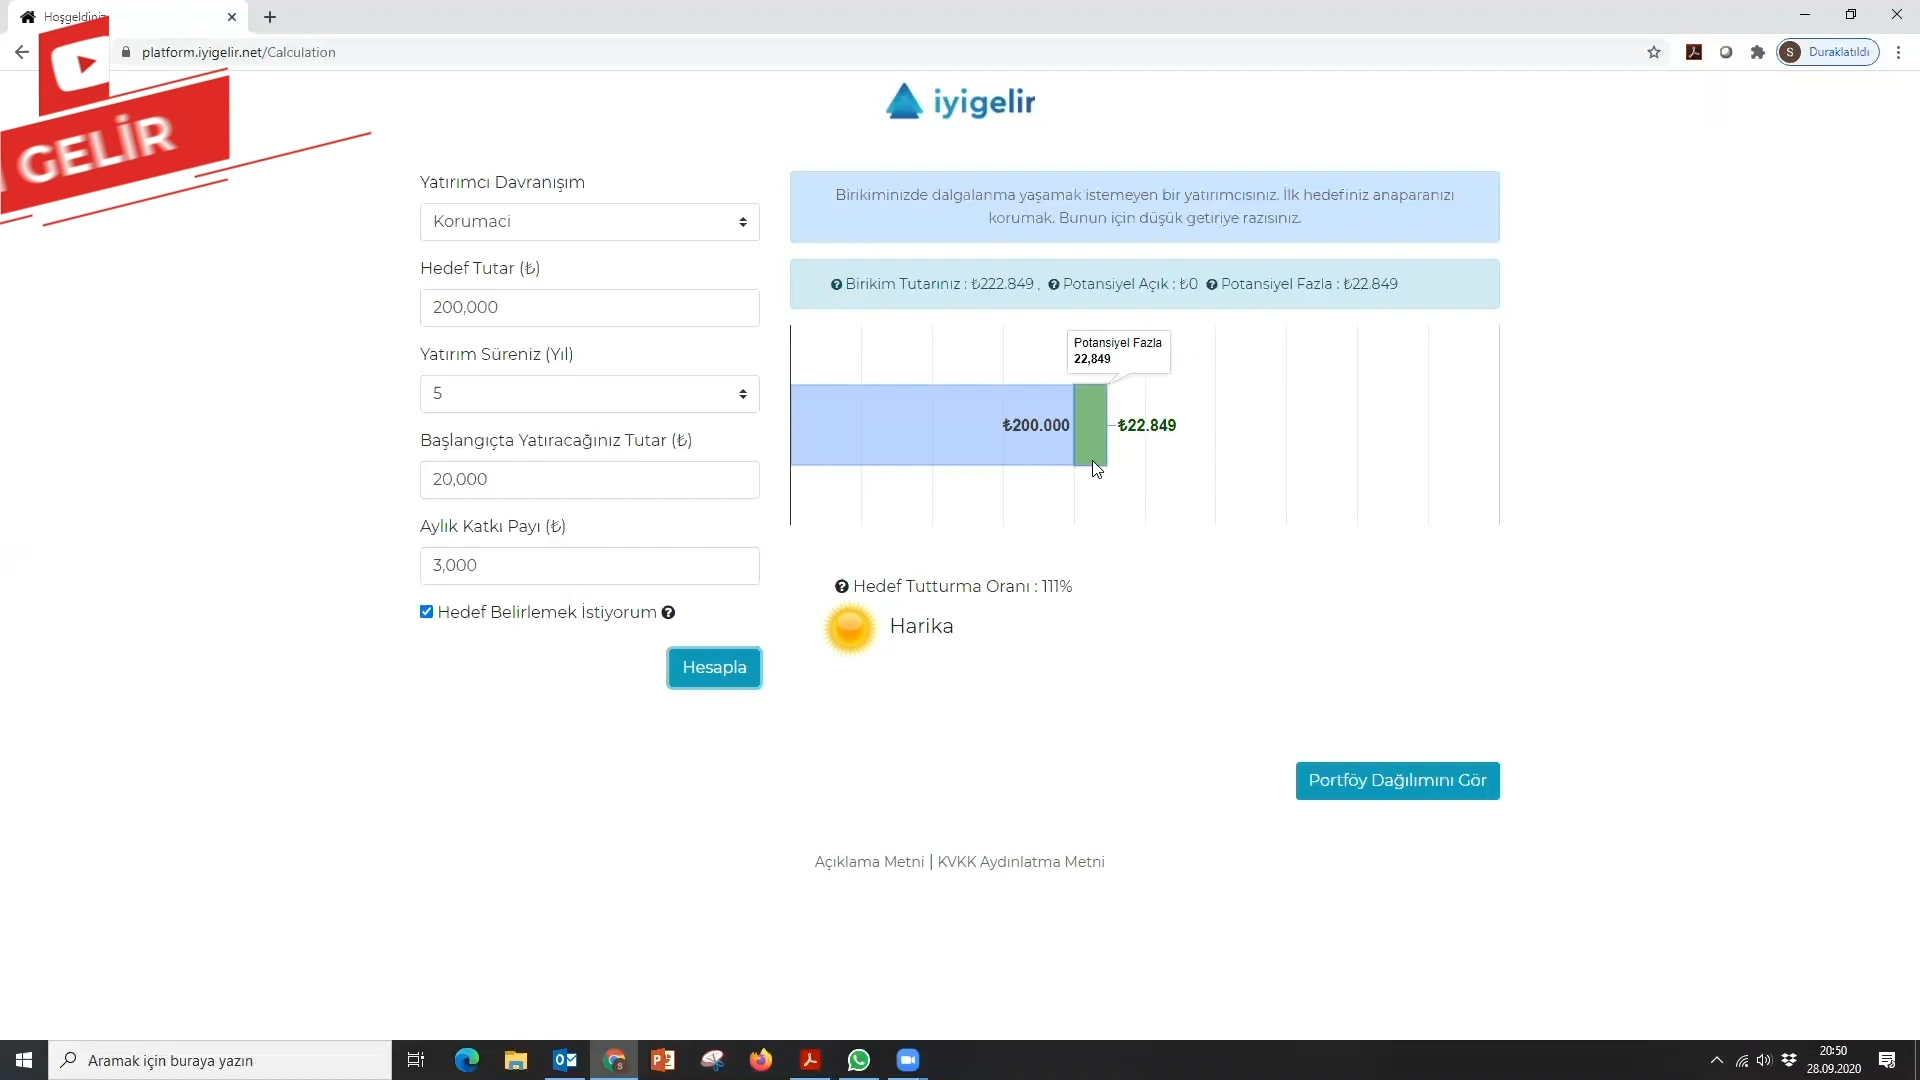 Hoşgeldiniz
GELİR
platform.iyigelir.net/Calculation
S
Duraklatıldı
iyigelir
Yatırımcı Davranışım
Korumaci
Hedef Tutar (₺)
200,000
Yatırım Süreniz (Yıl)
5
Başlangıçta Yatıracağınız Tutar (₺)
20,000
Aylık Katkı Payı (₺)
3,000
Hedef Belirlemek İstiyorum
Hesapla
Birikiminizde dalgalanma yaşamak istemeyen bir yatırımcısınız. İlk hedefiniz anaparanızı
korumak. Bunun için düşük getiriye razısınız.
Birikim Tutarınız : ₺222.849 , Potansiyel Açık : ₺0 Potansiyel Fazla : ₺22.849
Potansiyel Fazla
22,849
₺200.000
₺22.849
Hedef Tutturma Oranı : 111%
Harika
Portföy Dağılımını Gör
Açıklama Metni | KVKK Aydınlatma Metni
Aramak için buraya yazın
20:50
28.09.2020